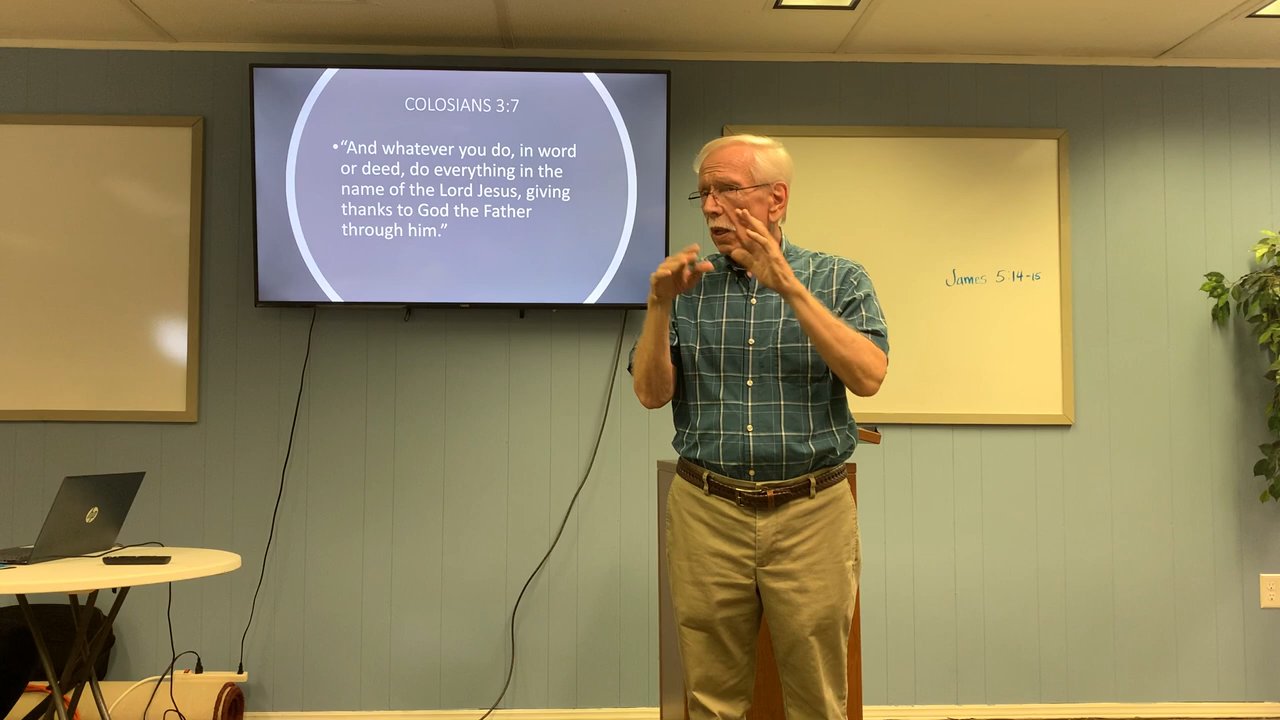 COLOSIANS 3:7
•“And whatever you do, in word
or deed, do everything in the
name of the Lord Jesus, giving
thanks to God the Father
through him.”
James 5:14-15
hp